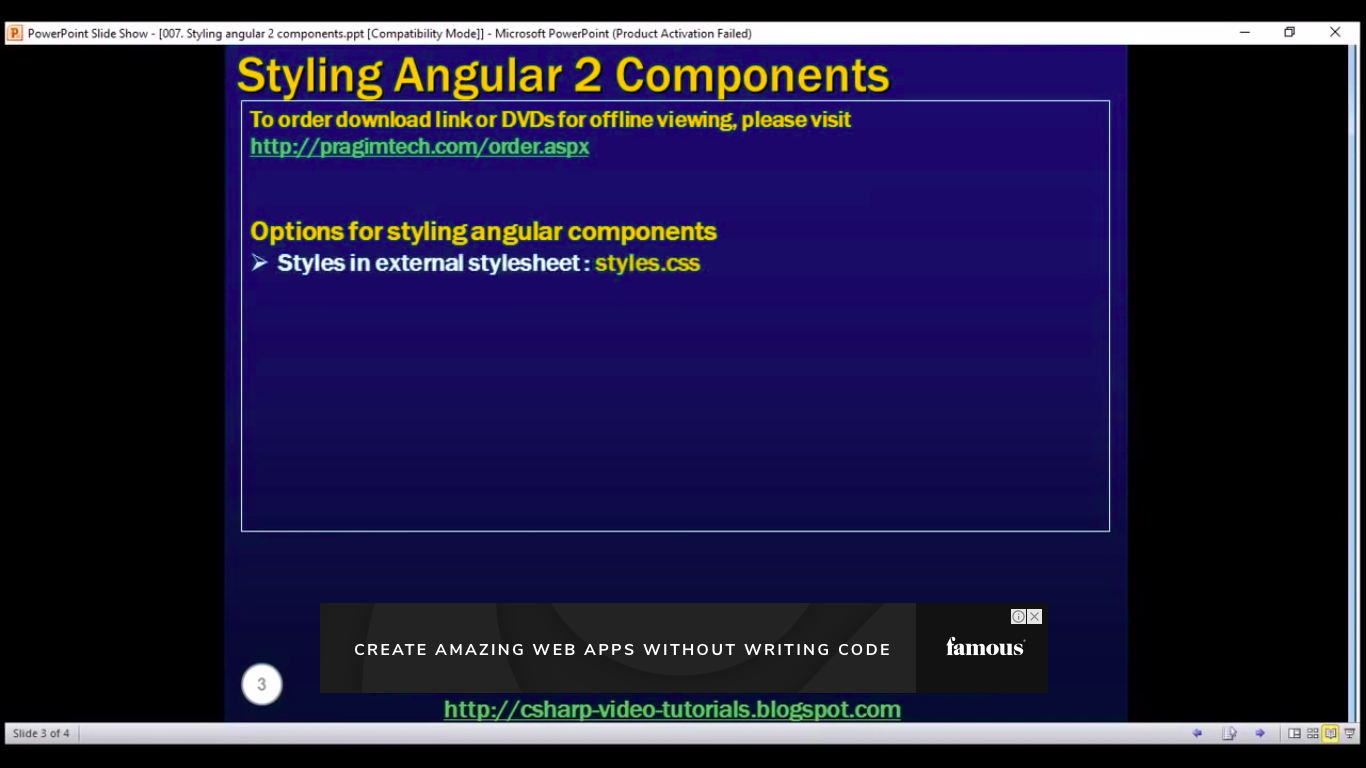 PowerPoint Slide Show - [007. Styling angular 2 components.ppt [Compatibility Mode]] - Microsoft PowerPoint (Product Activation Failed)
Styling Angular 2 Components
To order download link or DVDs for offline viewing, please visit
http://pragimtech.com/order.aspx
Options for styling angular components
➢ Styles in external stylesheet : styles.css
CREATE AMAZING WEB APPS WITHOUT WRITING CODE
famous
3
http://csharp-video-tutorials.blogspot.com
Slide 3 of 4